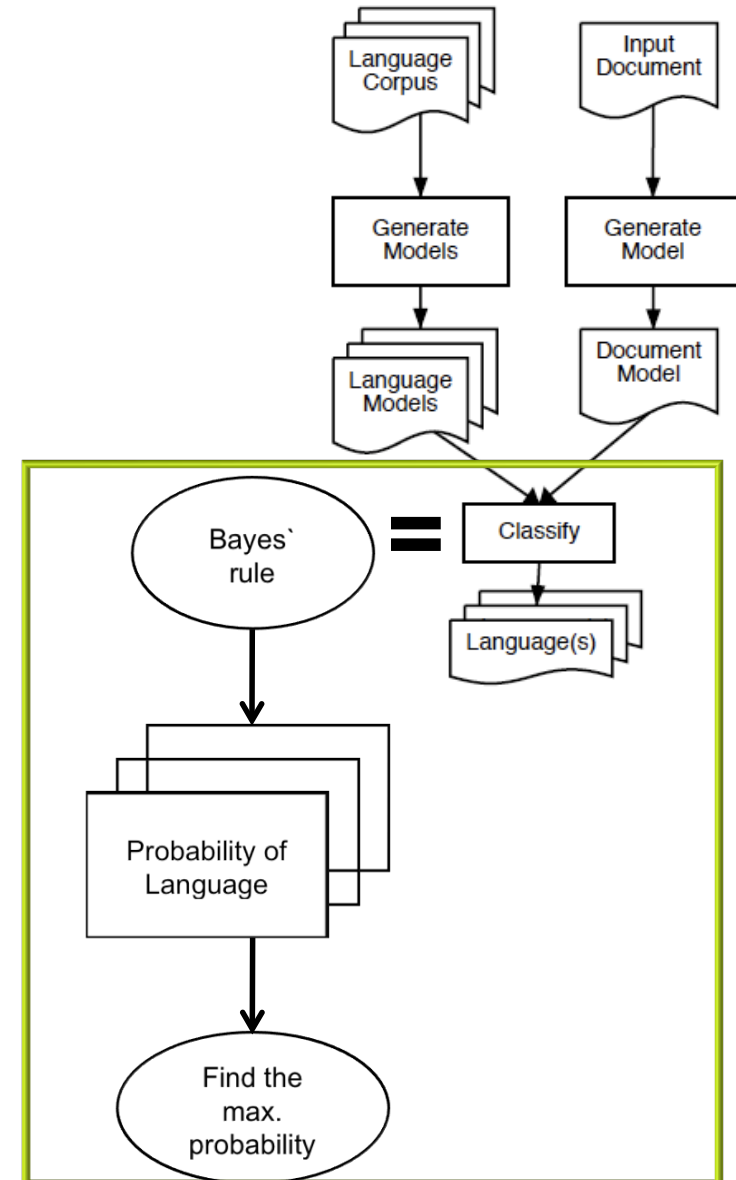 Language
Corpus
Input
Document
Generate
Models
Generate
Model
Language
Models
Document
Model
Bayes`
rule
=
Classify
Language(s)
Probability of
Language
Find the
max.
probability